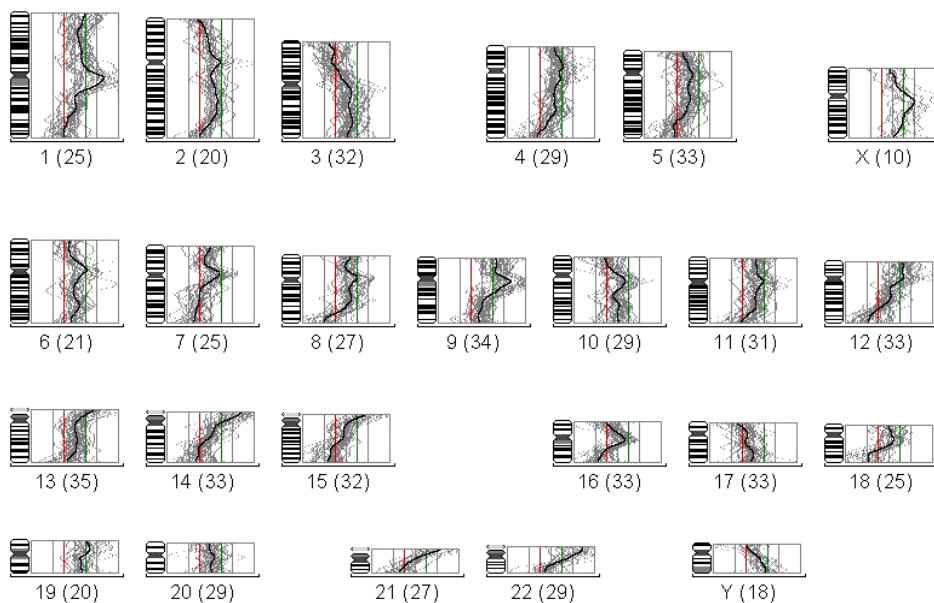 1 (25) 2 (20) 3 (32) 4 (29) 5 (33) X (10)
6 (21) 7 (25) 8 (27) 9 (34) 10 (29) 11 (31) 12 (33)
13 (35) 14 (33) 15 (32) 16 (33) 17 (33) 18 (25)
19 (20) 20 (29) 21 (27) 22 (29) Y (18)